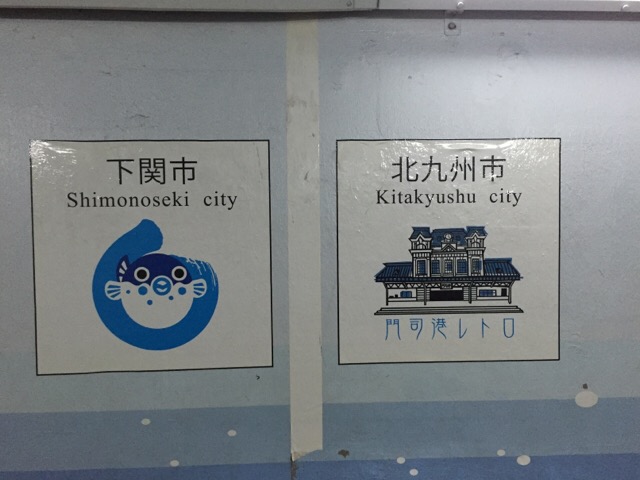 下関市
Shimonoseki city
北九州市
Kitakyushu city
門司港レトロ